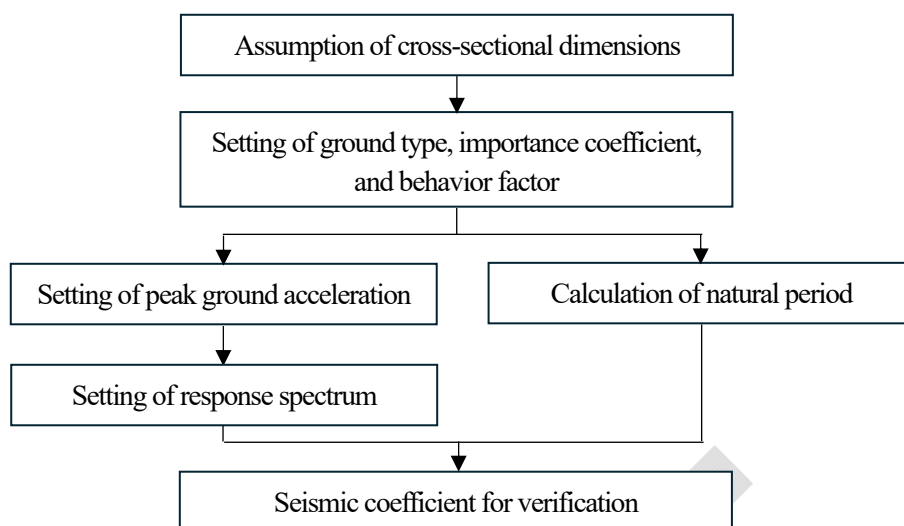 Assumption of cross-sectional dimensions
Setting of ground type, importance coefficient,
and behavior factor
Setting of peak ground acceleration
Calculation of natural period
Setting of response spectrum
Seismic coefficient for verification